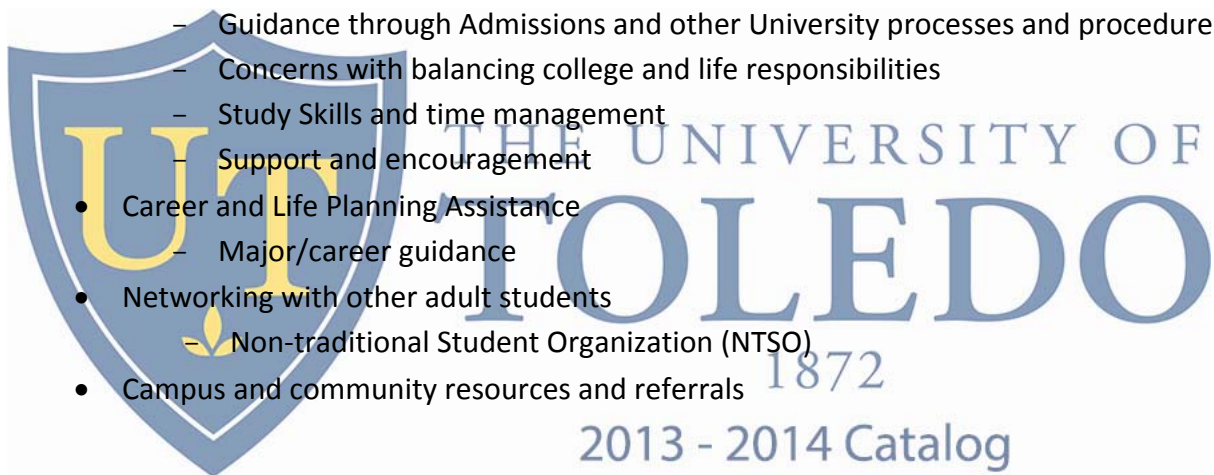 – Guidance through Admissions and other University processes and procedure
– Concerns with balancing college and life responsibilities
– Study Skills and time management
– Support and encouragement
• Career and Life Planning Assistance
– Major/career guidance
• Networking with other adult students
– Non-traditional Student Organization (NTSO)
• Campus and community resources and referrals
UT
THE UNIVERSITY OF
TOLEDO
1872
2013 - 2014 Catalog